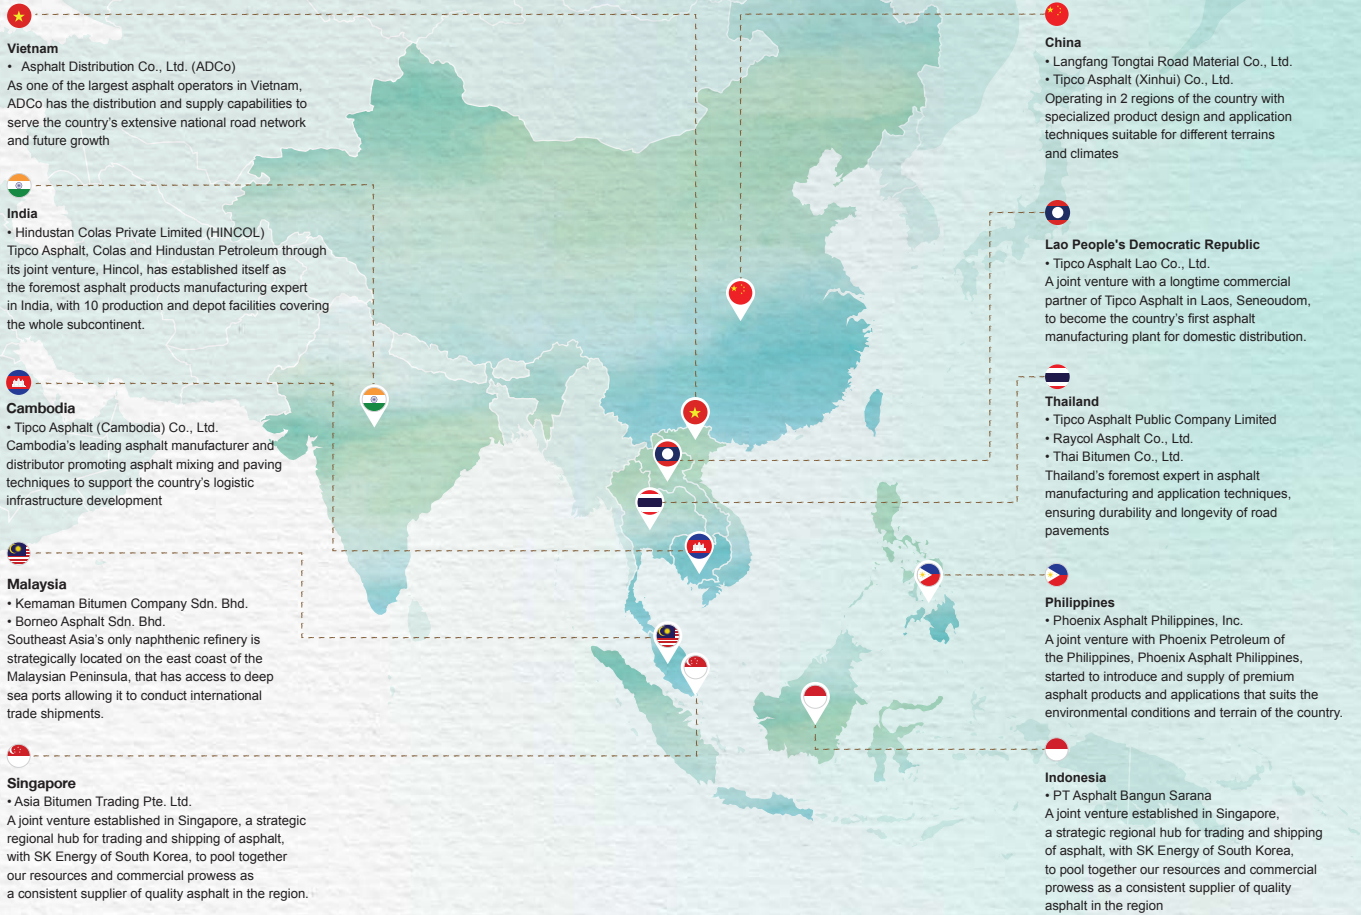 Vietnam
• Asphalt Distribution Co., Ltd. (ADCo)
As one of the largest asphalt operators in Vietnam,
ADCo has the distribution and supply capabilities to
serve the country's extensive national road network
and future growth
India
• Hindustan Colas Private Limited (HINCOL)
Tipco Asphalt, Colas and Hindustan Petroleum through
its joint venture, Hincol, has established itself as
the foremost asphalt products manufacturing expert
in India, with 10 production and depot facilities covering
the whole subcontinent.
Cambodia
• Tipco Asphalt (Cambodia) Co., Ltd.
Cambodia's leading asphalt manufacturer and
distributor promoting asphalt mixing and paving
techniques to support the country's logistic
infrastructure development
Malaysia
• Kemaman Bitumen Company Sdn. Bhd.
• Borneo Asphalt Sdn. Bhd.
Southeast Asia's only naphthenic refinery is
strategically located on the east coast of the
Malaysian Peninsula, that has access to deep
sea ports allowing it to conduct international
trade shipments.
Singapore
• Asia Bitumen Trading Pte. Ltd.
A joint venture established in Singapore, a strategic
regional hub for trading and shipping of asphalt,
with SK Energy of South Korea, to pool together
our resources and commercial prowess as
a consistent supplier of quality asphalt in the region.
China
• Langfang Tongtai Road Material Co., Ltd.
• Tipco Asphalt (Xinhui) Co., Ltd.
Operating in 2 regions of the country with
specialized product design and application
techniques suitable for different terrains
and climates
Lao People's Democratic Republic
• Tipco Asphalt Lao Co., Ltd.
A joint venture with a longtime commercial
partner of Tipco Asphalt in Laos, Seneoudom,
to become the country's first asphalt
manufacturing plant for domestic distribution.
Thailand
• Tipco Asphalt Public Company Limited
• Raycol Asphalt Co., Ltd.
• Thai Bitumen Co., Ltd.
Thailand's foremost expert in asphalt
manufacturing and application techniques,
ensuring durability and longevity of road
pavements
Philippines
• Phoenix Asphalt Philippines, Inc.
A joint venture with Phoenix Petroleum of
the Philippines, Phoenix Asphalt Philippines,
started to introduce and supply of premium
asphalt products and applications that suits the
environmental conditions and terrain of the country.
Indonesia
• PT Asphalt Bangun Sarana
A joint venture established in Singapore,
a strategic regional hub for trading and shipping
of asphalt, with SK Energy of South Korea,
to pool together our resources and commercial
prowess as a consistent supplier of quality
asphalt in the region